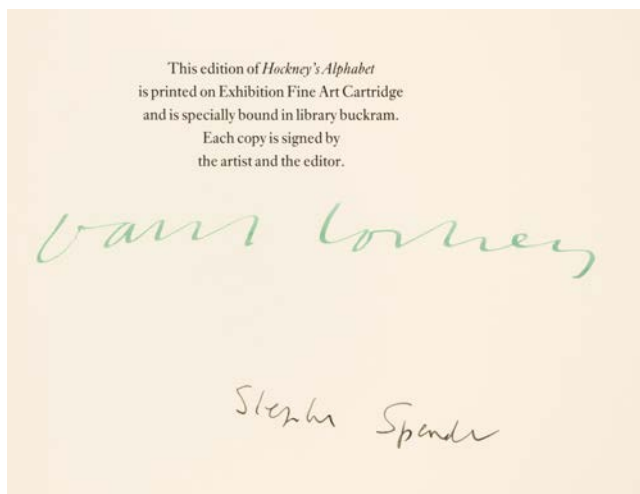 This edition of Hockney's Alphabet
is printed on Exhibition Fine Art Cartridge
and is specially bound in library buckram.
Each copy is signed by
the artist and the editor.
David Hockney
Stephen Spender